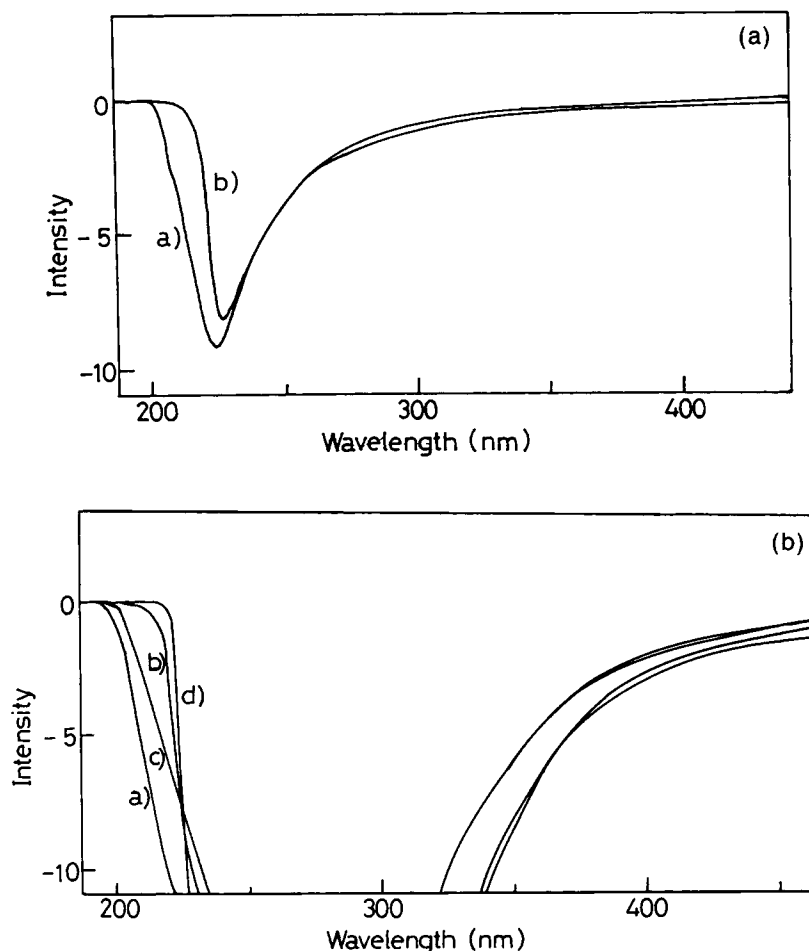 (a)
0
b)
a)
- 5
-10
Intensity
200
300
400
Wavelength (nm)
(b)
0
b)
d)
- 5
c)
a)
-10
Intensity
200
300
400
Wavelength (nm)